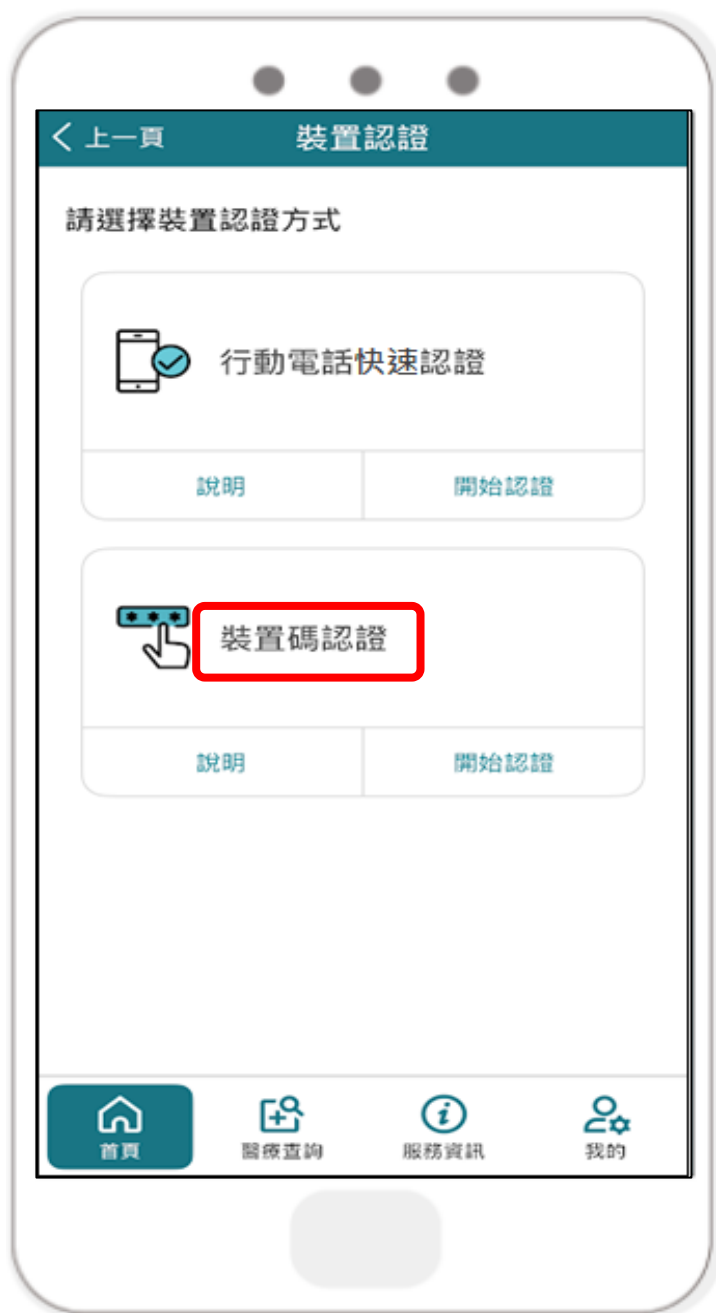 上一頁 裝置認證
請選擇裝置認證方式
行動電話快速認證
說明 開始認證
裝置碼認證
說明 開始認證
首頁 醫療查詢 服務資訊 我的